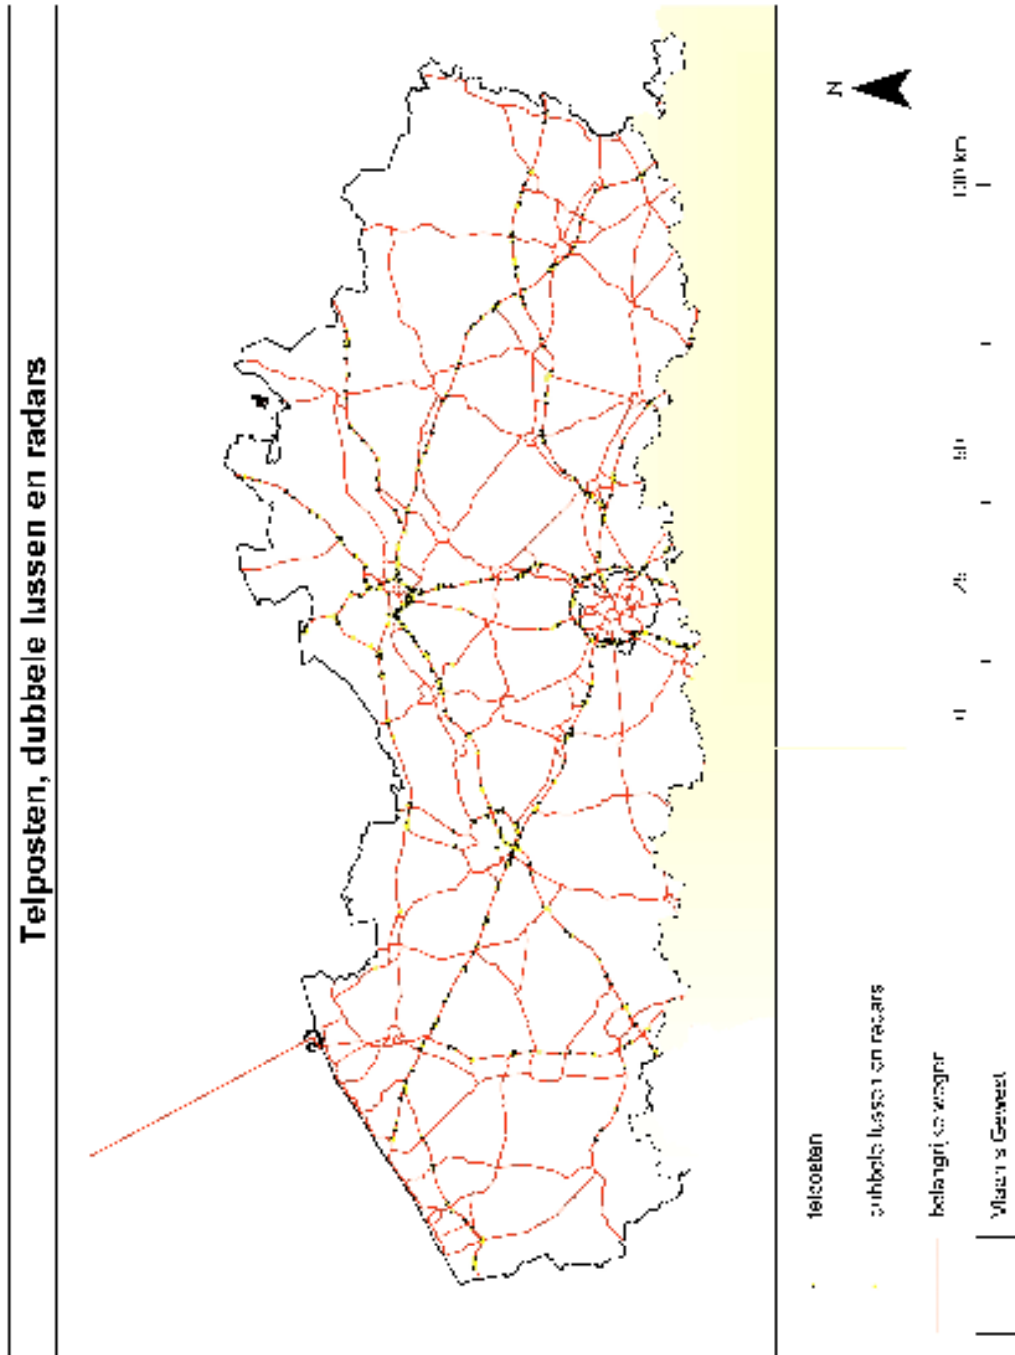 Telposten, dubbele lussen en radars
N
0
25
50
100 km
telposten
dubbele lussen en radars
belangrijke wegen
Vlaams Gewest